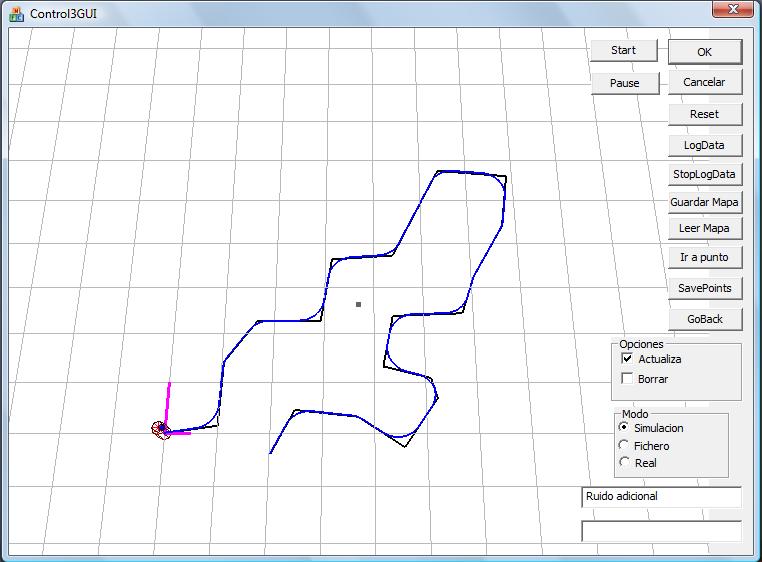 Control3GUI
Start
OK
Pause
Cancelar
Reset
LogData
StopLogData
Guardar Mapa
Leer Mapa
Ir a punto
SavePoints
GoBack
Opciones
Actualiza
Borrar
Modo
Simulacion
Fichero
Real
Ruido adicional